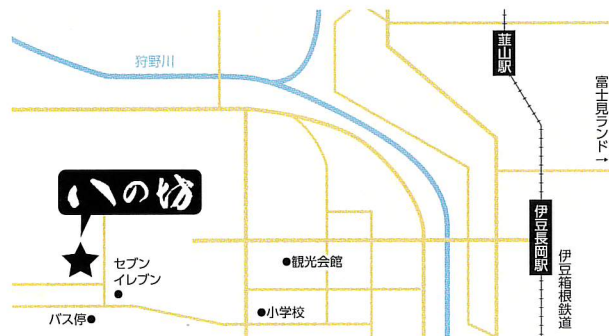 狩野川
韮山駅
富士見ランド→
八の坊
伊豆長岡駅
伊豆箱根鉄道
セブン
イレブン
観光会館
小学校
バス停